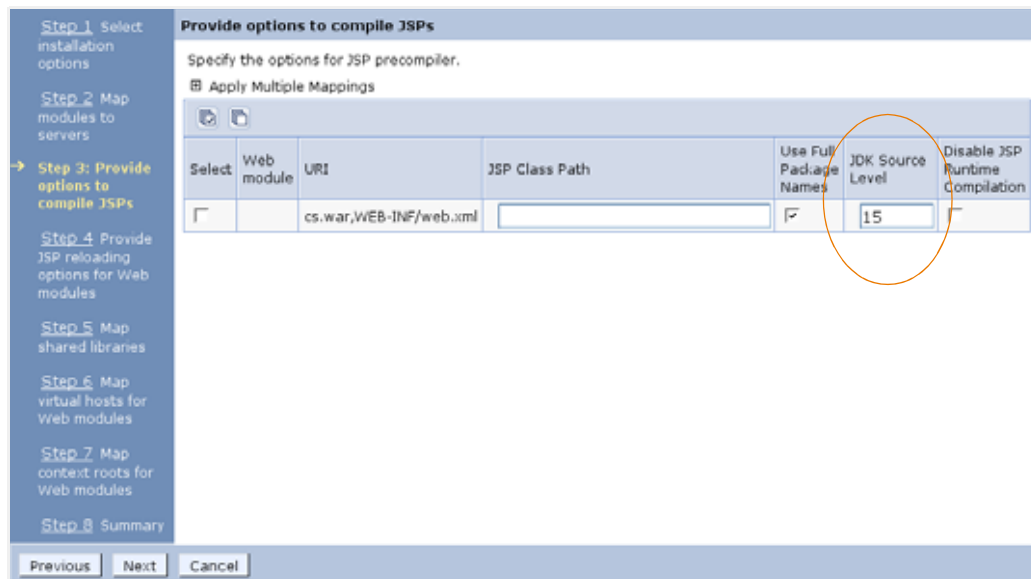 Step 1 Select
installation
options
Step 2 Map
modules to
servers
Step 3: Provide
options to
compile JSPs
Step 4 Provide
JSP reloading
options for Web
modules
Step 5 Map
shared libraries
Step 6 Map
virtual hosts for
Web modules
Step 7 Map
context roots for
Web modules
Step 8 Summary
Provide options to compile JSPs
Specify the options for JSP precompiler.
Apply Multiple Mappings
Select
Web
module
URI
JSP Class Path
Use Full
Package
Names
JDK Source
Level
Disable JSP
Runtime
Compilation
cs.war,WEB-INF/web.xml
15
Previous
Next
Cancel